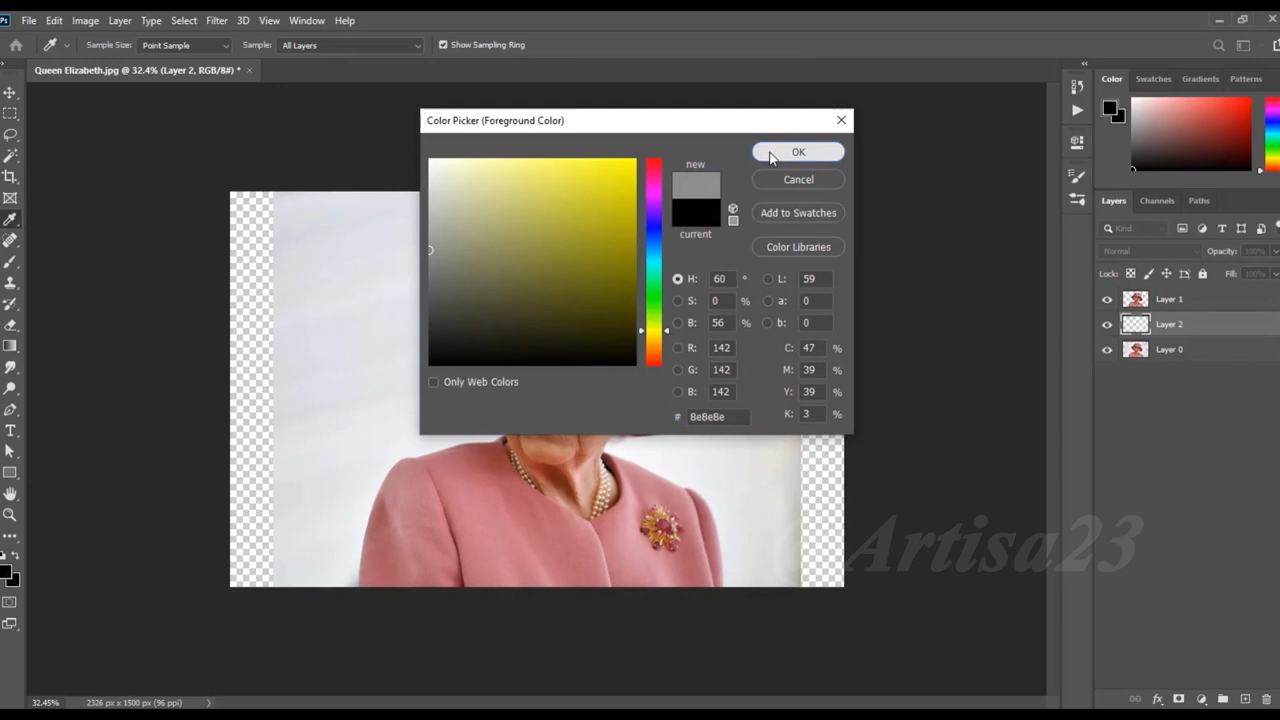 Ps File Edit Image Layer Type Select Filter 3D View Window Help
Sample Size: Point Sample Sample: All Layers Show Sampling Ring
Queen Elizabeth.jpg @ 32.4% (Layer 2, RGB/8#) * ×
Color Swatches Gradients Patterns
Color Picker (Foreground Color)
new
OK
Cancel
Add to Swatches
current
Color Libraries
H: 60 ° L: 59
S: 0 % a: 0
B: 56 % b: 0
R: 142 C: 47 %
G: 142 M: 39 %
B: 142 Y: 39 %
Only Web Colors
# 8e8e8e K: 3 %
Layers Channels Paths
Kind
Normal Opacity: 100%
Lock: Fill: 100%
Layer 1
Layer 2
Layer 0
© Artisa23
32.45% 2326 px x 1500 px (96 ppi)